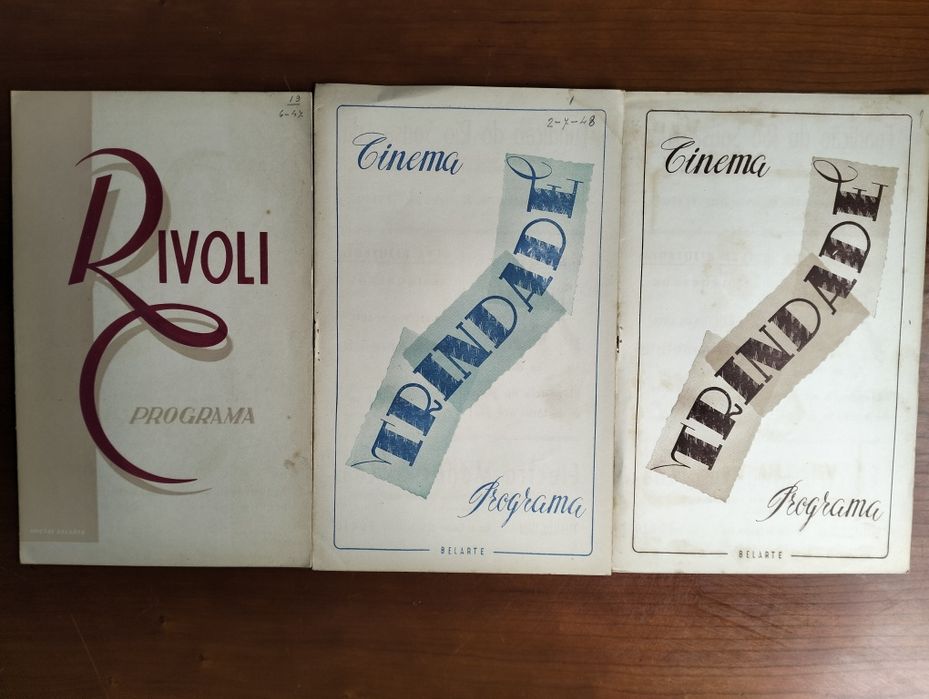 13
6-47
RIVOLI
PROGRAMA
2-7-48
Cinema
TRINDADE
Programa
BELARTE
Cinema
TRINDADE
Programa
BELARTE